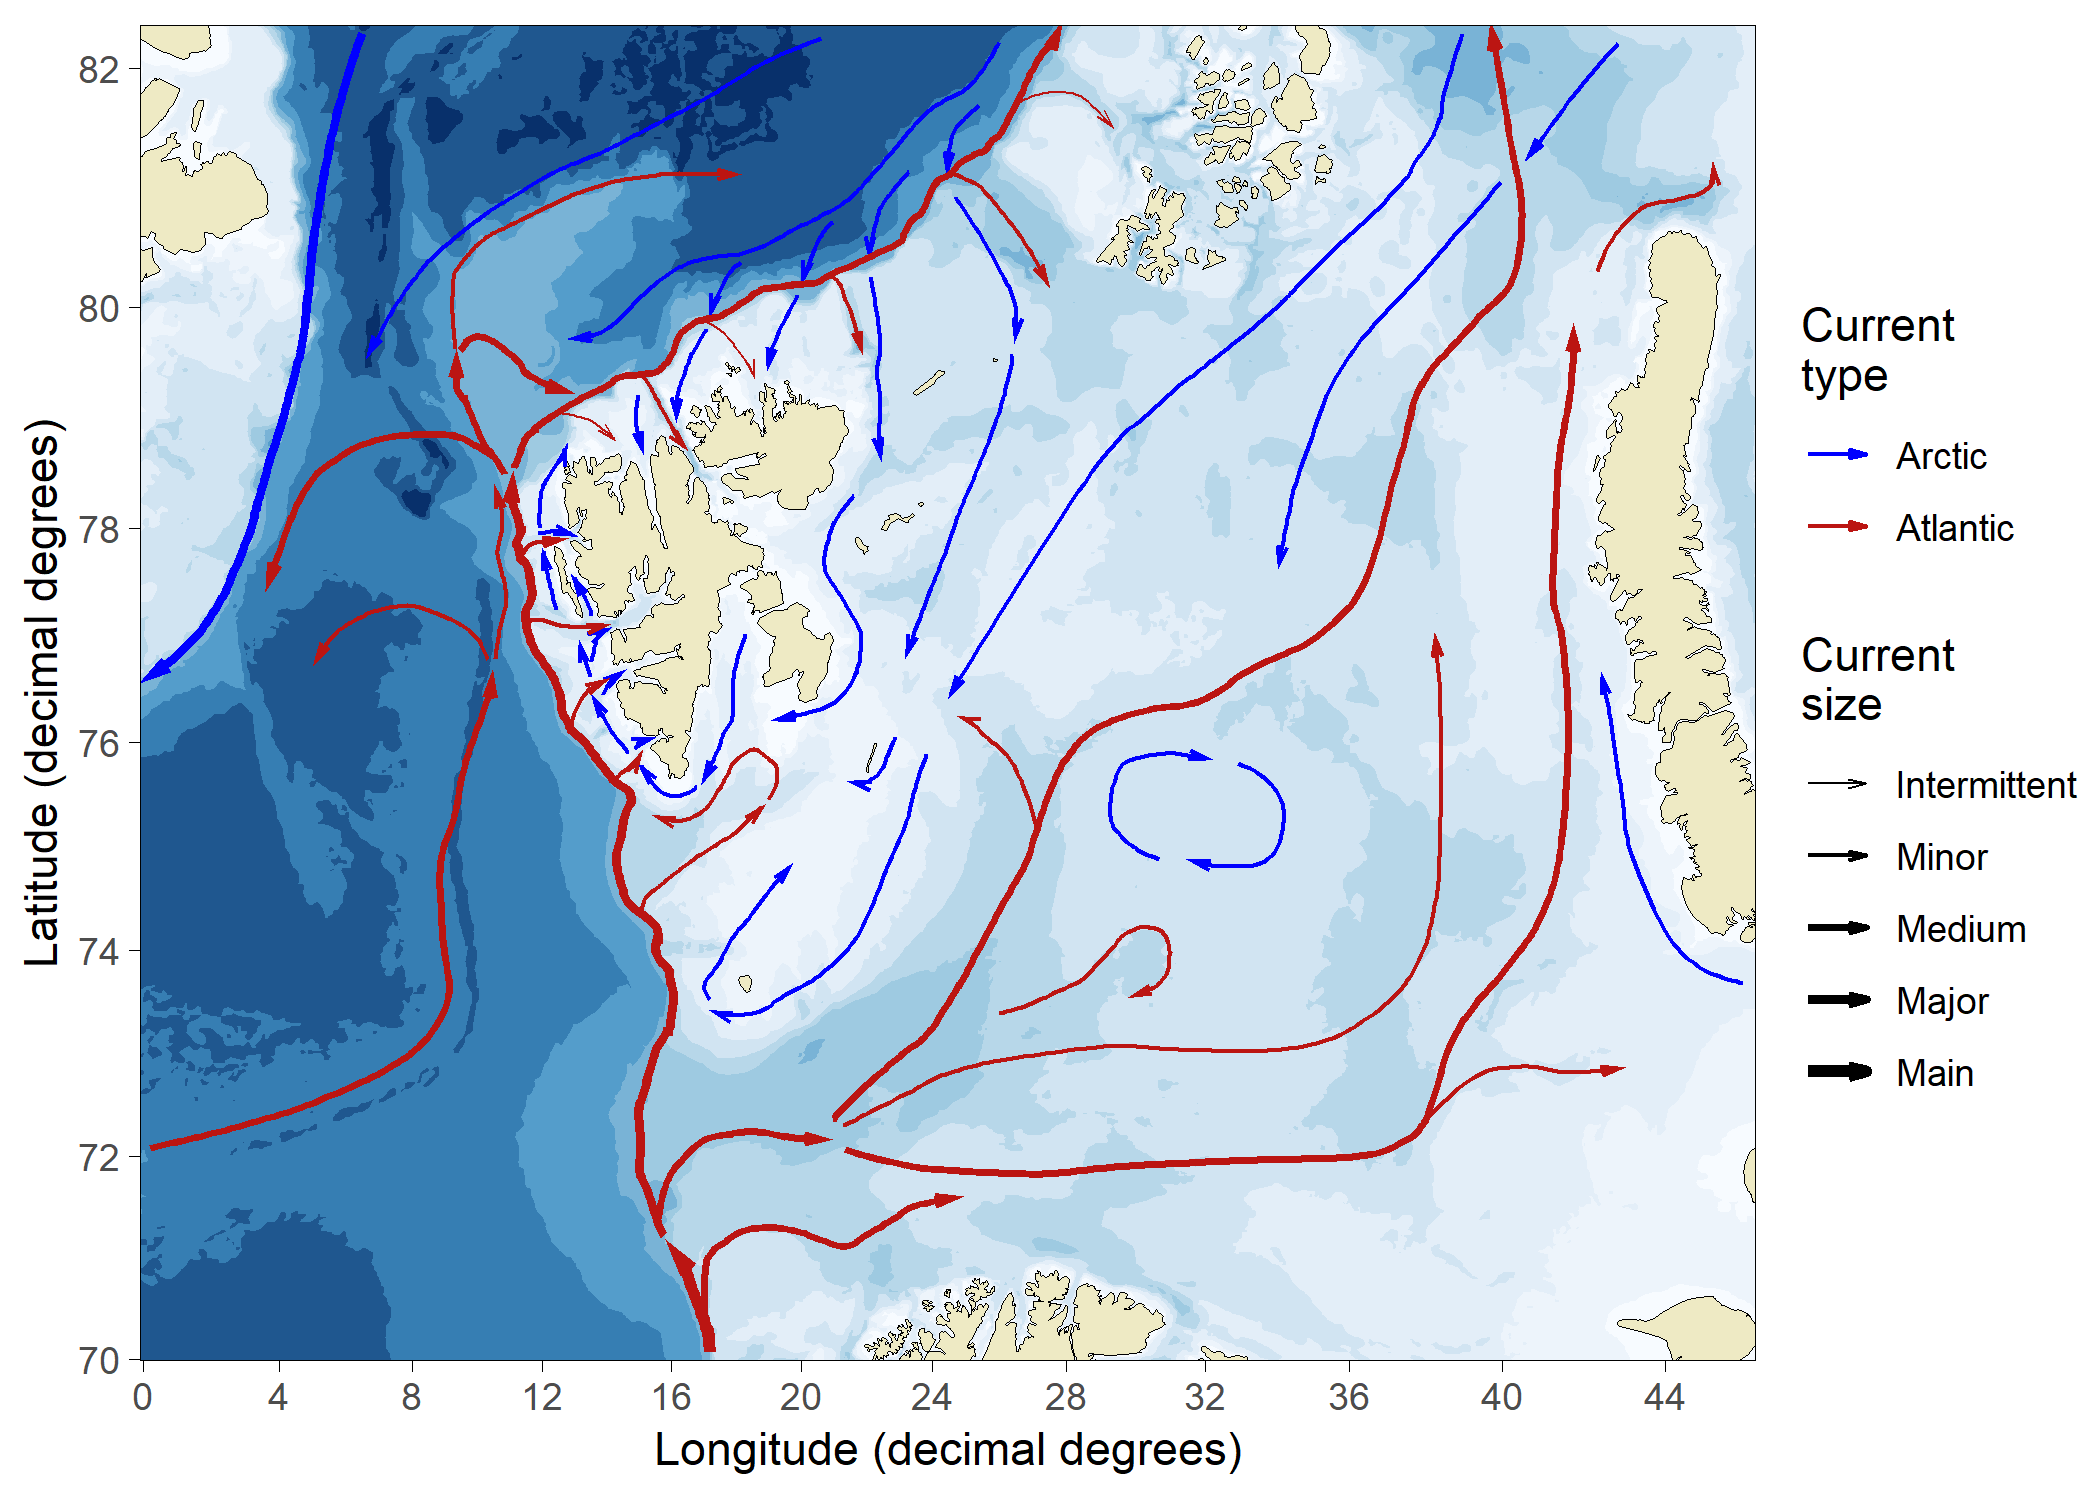 82
80
78
76
74
72
70
0
4
8
12
16
20
24
28
32
36
40
44
Longitude (decimal degrees)
Latitude (decimal degrees)
Current
type
Arctic
Atlantic
Current
size
Intermittent
Minor
Medium
Major
Main